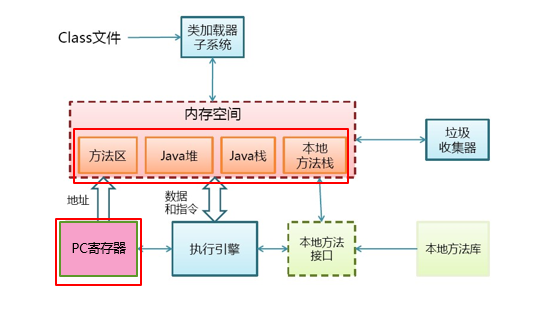 Class文件
类加载器
子系统
内存空间
方法区
Java堆
Java栈
本地
方法栈
垃圾
收集器
地址
数据
和指令
PC寄存器
执行引擎
本地方法
接口
本地方法库